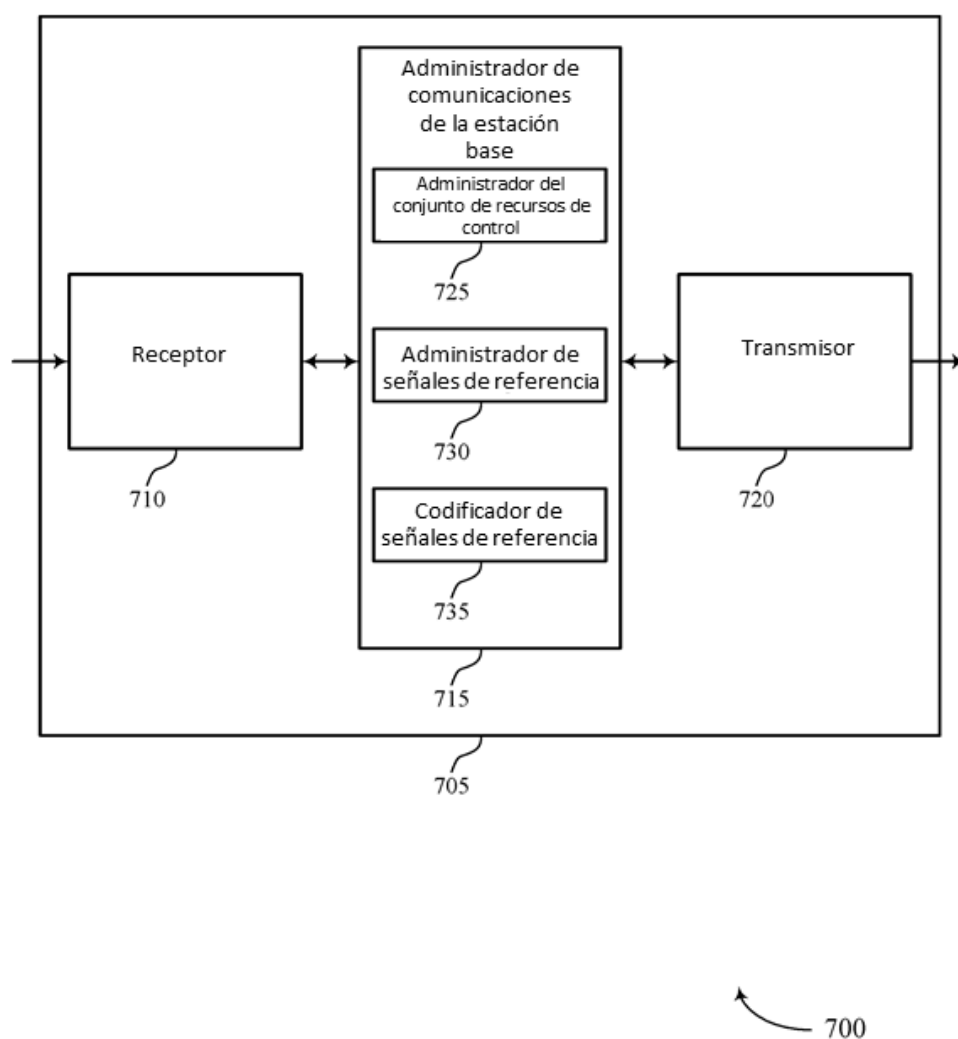 Administrador de
comunicaciones
de la estación
base
Administrador del
conjunto de recursos de
control
725
Receptor
710
Administrador de
señales de referencia
730
Transmisor
720
Codificador de
señales de referencia
735
715
705
700